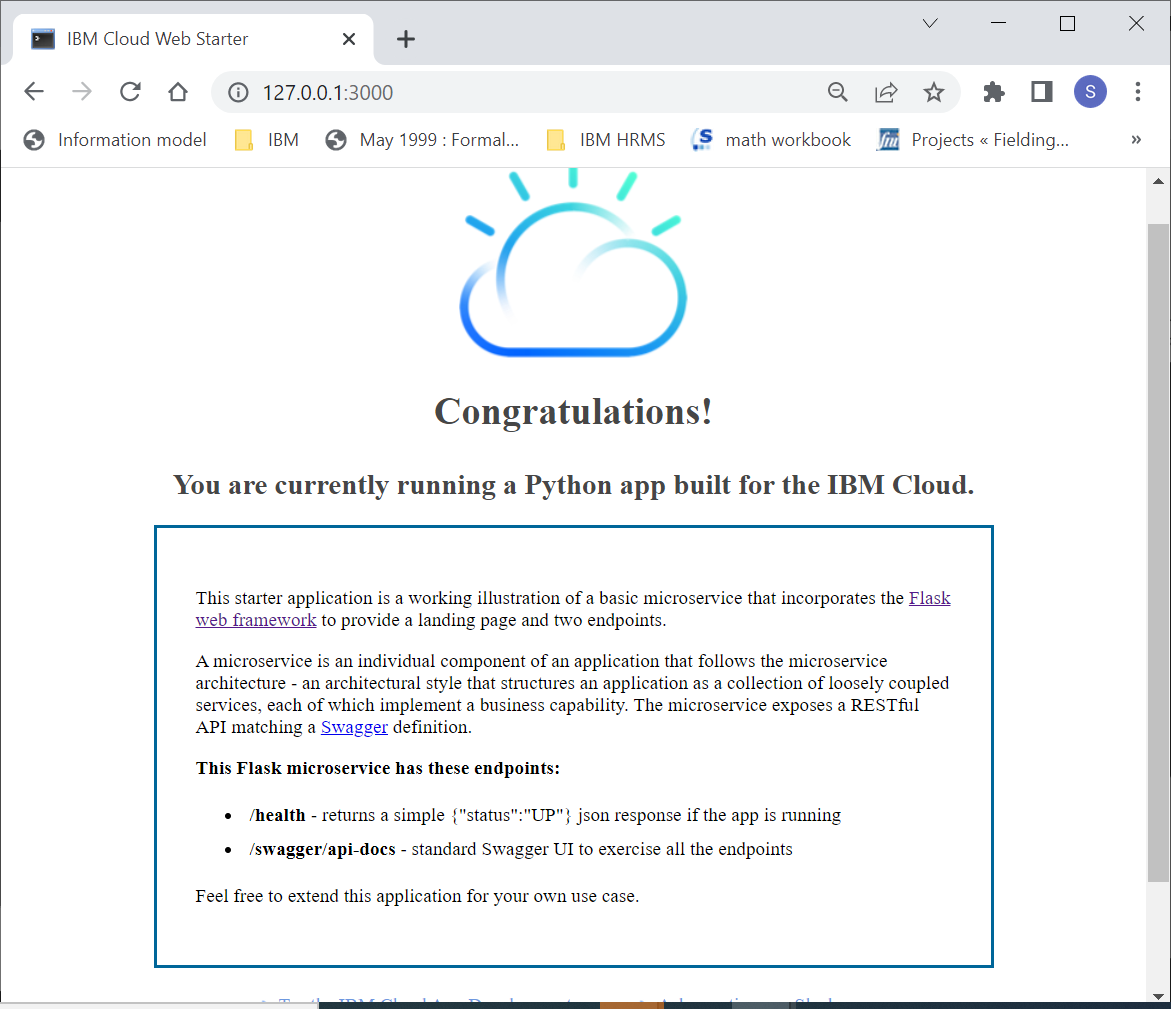 IBM Cloud Web Starter
127.0.0.1:3000
S
Information model IBM May 1999 : Formal... IBM HRMS S math workbook fm Projects « Fielding... »
Congratulations!
You are currently running a Python app built for the IBM Cloud.
This starter application is a working illustration of a basic microservice that incorporates the Flask
web framework to provide a landing page and two endpoints.
A microservice is an individual component of an application that follows the microservice
architecture - an architectural style that structures an application as a collection of loosely coupled
services, each of which implement a business capability. The microservice exposes a RESTful
API matching a Swagger definition.
This Flask microservice has these endpoints:
• /health - returns a simple {"status":"UP"} json response if the app is running
• /swagger/api-docs - standard Swagger UI to exercise all the endpoints
Feel free to extend this application for your own use case.